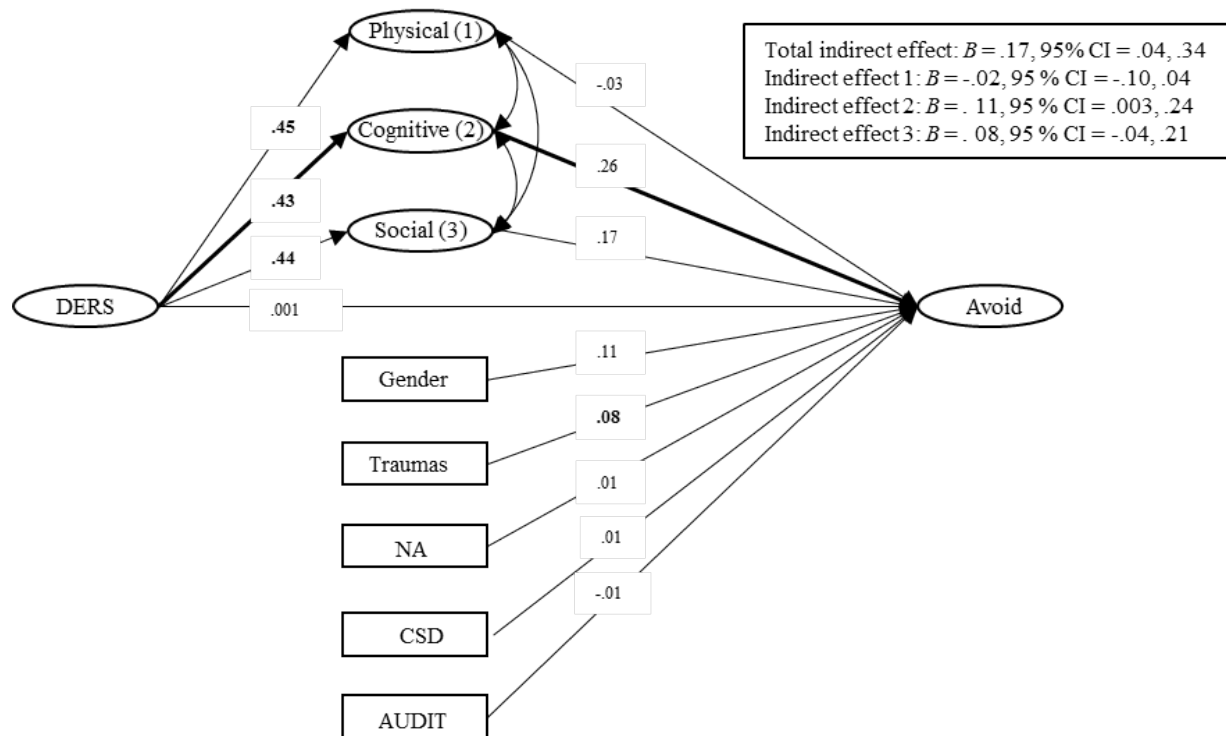 Physical (1)
Total indirect effect: B = .17, 95% CI = .04, .34
Indirect effect 1: B = -.02, 95 % CI = -.10, .04
Indirect effect 2: B = . 11, 95 % CI = .003, .24
Indirect effect 3: B = . 08, 95 % CI = -.04, .21
-.03
.45
Cognitive (2)
.26
.43
Social (3)
.17
.44
DERS
.001
Avoid
.11
Gender
.08
Traumas
.01
NA
.01
-.01
CSD
AUDIT